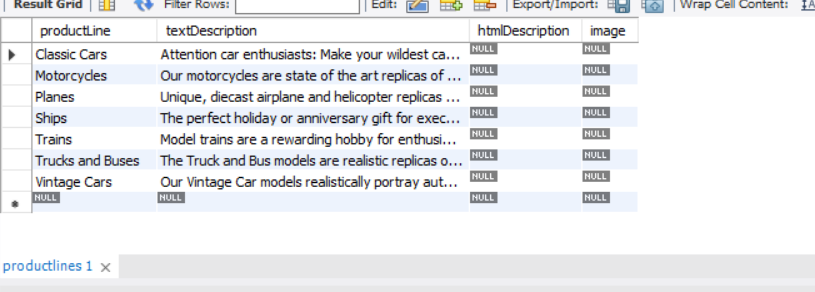 Result Grid Filter Rows: Edit: Export/Import: Wrap Cell Content:
productLine textDescription htmlDescription image
Classic Cars Attention car enthusiasts: Make your wildest ca... NULL NULL
Motorcycles Our motorcycles are state of the art replicas of ... NULL NULL
Planes Unique, diecast airplane and helicopter replicas ... NULL NULL
Ships The perfect holiday or anniversary gift for exec... NULL NULL
Trains Model trains are a rewarding hobby for enthusi... NULL NULL
Trucks and Buses The Truck and Bus models are realistic replicas o... NULL NULL
Vintage Cars Our Vintage Car models realistically portray aut... NULL NULL
NULL NULL NULL NULL
productlines 1